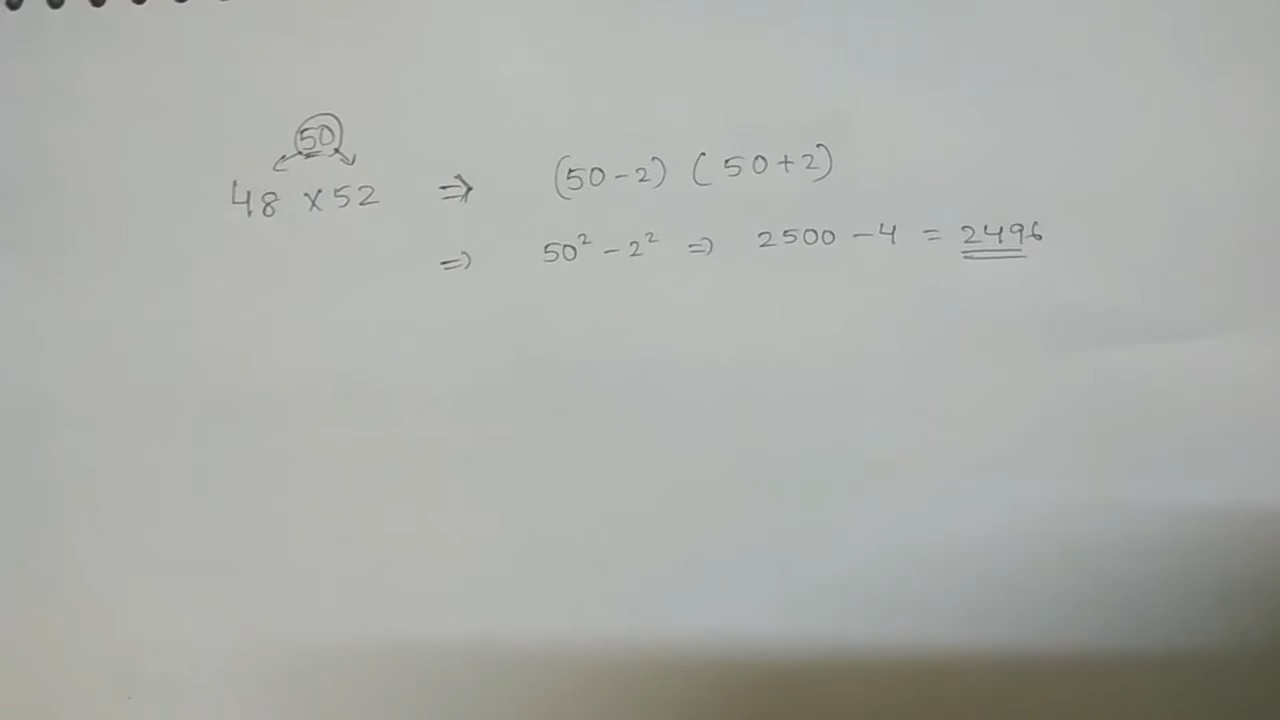 50
48 × 52 ⇒ (50 - 2) (50 + 2)
⇒ 50² - 2² ⇒ 2500 - 4 = 2496